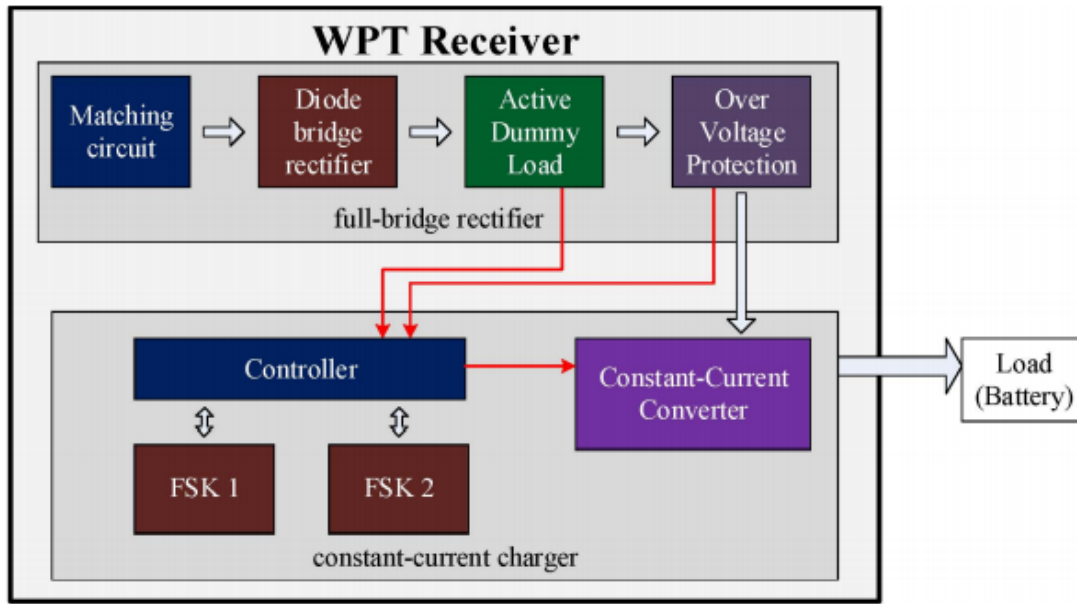 WPT Receiver
Matching
circuit
Diode
bridge
rectifier
Active
Dummy
Load
Over
Voltage
Protection
full-bridge rectifier
Controller
Constant-Current
Converter
Load
(Battery)
FSK 1
FSK 2
constant-current charger